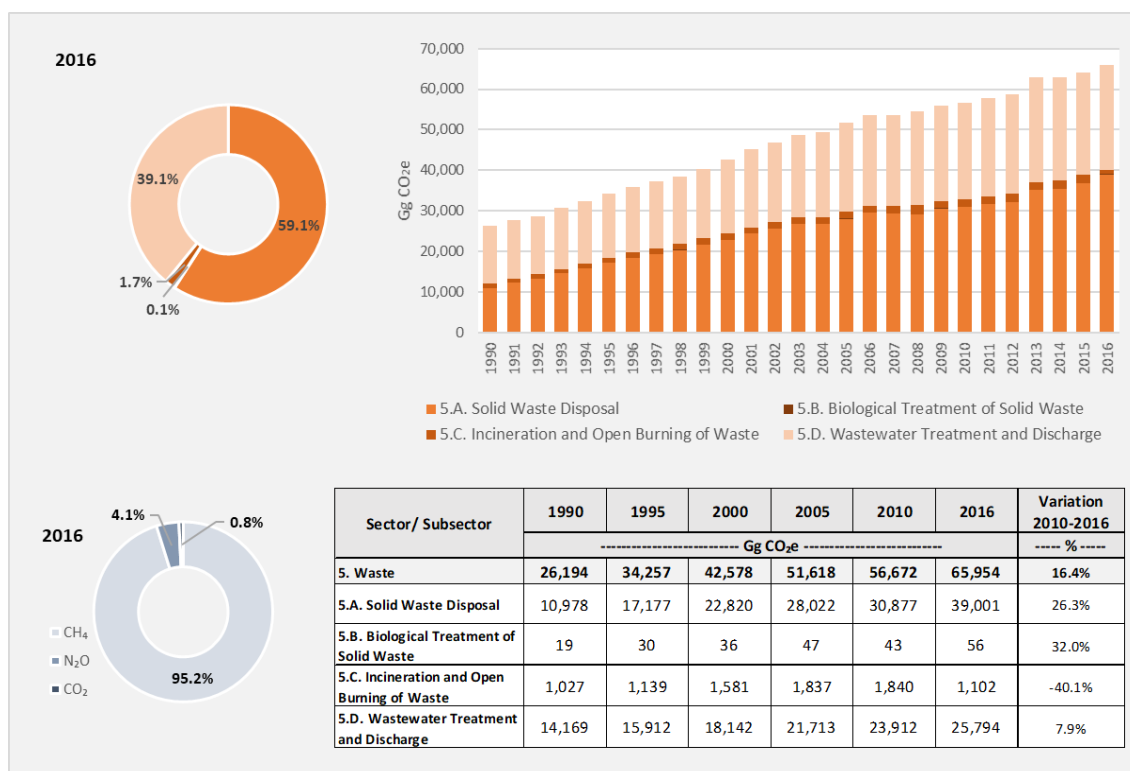 2016
39.1%
59.1%
1.7%
0.1%
70,000
60,000
50,000
40,000
30,000
20,000
10,000
0
Gg CO₂e
1990 1991 1992 1993 1994 1995 1996 1997 1998 1999 2000 2001 2002 2003 2004 2005 2006 2007 2008 2009 2010 2011 2012 2013 2014 2015 2016
5.A. Solid Waste Disposal 5.B. Biological Treatment of Solid Waste
5.C. Incineration and Open Burning of Waste 5.D. Wastewater Treatment and Discharge
2016
4.1%
0.8%
95.2%
CH₄
N₂O
CO₂
Sector/ Subsector 1990 1995 2000 2005 2010 2016 Variation
2010-2016
--------------------------- Gg CO₂e --------------------------- ----- % -----
5. Waste 26,194 34,257 42,578 51,618 56,672 65,954 16.4%
5.A. Solid Waste Disposal 10,978 17,177 22,820 28,022 30,877 39,001 26.3%
5.B. Biological Treatment of
Solid Waste 19 30 36 47 43 56 32.0%
5.C. Incineration and Open
Burning of Waste 1,027 1,139 1,581 1,837 1,840 1,102 -40.1%
5.D. Wastewater Treatment
and Discharge 14,169 15,912 18,142 21,713 23,912 25,794 7.9%